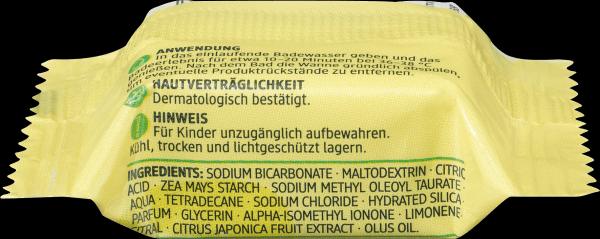 ANWENDUNG
In das einlaufende Badewasser geben und das
Badeerlebnis für etwa 10–20 Minuten bei 36–38 °C
genießen. Nach dem Bad die Wanne gründlich abspülen,
um eventuelle Produktrückstände zu entfernen.
HAUTVERTRÄGLICHKEIT
Dermatologisch bestätigt.
HINWEIS
Für Kinder unzugänglich aufbewahren.
Kühl, trocken und lichtgeschützt lagern.
INGREDIENTS: SODIUM BICARBONATE · MALTODEXTRIN · CITRIC
ACID · ZEA MAYS STARCH · SODIUM METHYL OLEOYL TAURATE ·
AQUA · TETRADECANE · SODIUM CHLORIDE · HYDRATED SILICA ·
PARFUM · GLYCERIN · ALPHA-ISOMETHYL IONONE · LIMONENE
CITRAL · CITRUS JAPONICA FRUIT EXTRACT · OLUS OIL.